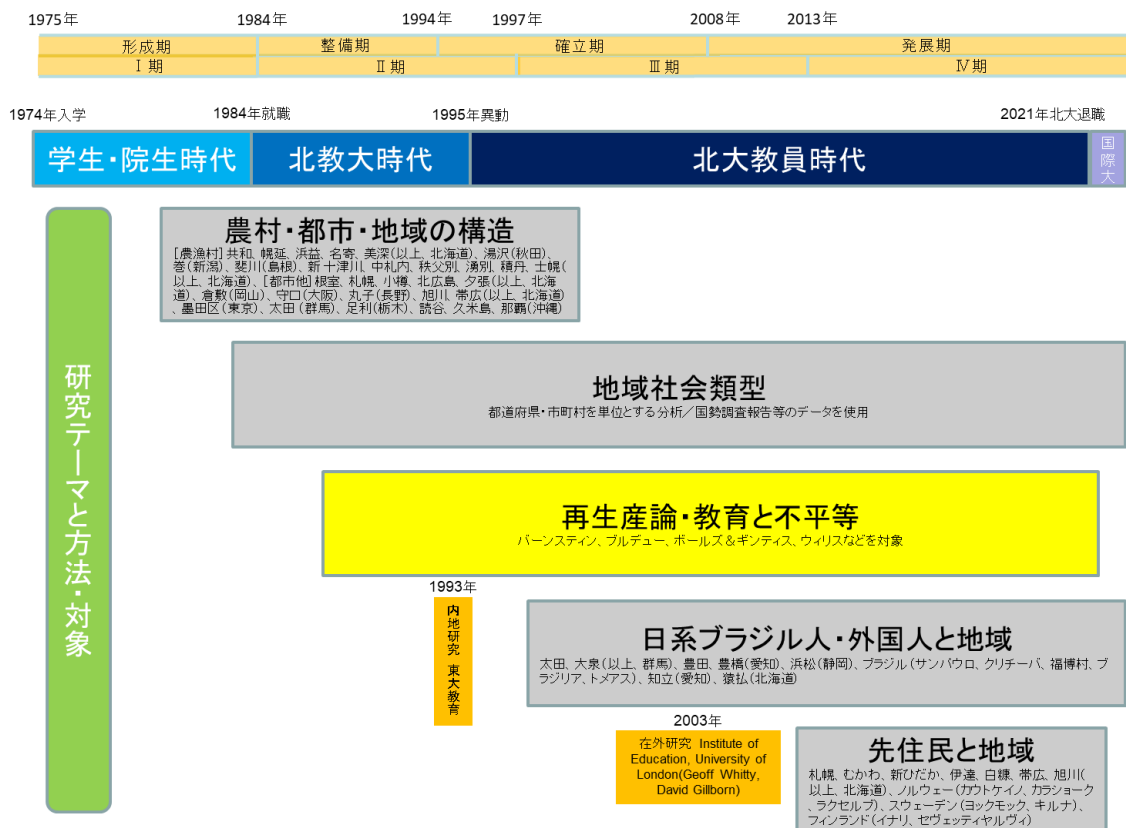 1975年
1984年
1994年
1997年
2008年
2013年
形成期
整備期
確立期
発展期
Ⅰ期
Ⅱ期
Ⅲ期
Ⅳ期
1974年入学
1984年就職
1995年異動
2021年北大退職
学生・院生時代
北教大時代
北大教員時代
国際大
研究テーマと方法・対象
農村・都市・地域の構造
[農漁村] 共和、幌延、浜益、名寄、美深(以上、北海道)、湯沢(秋田)、
巻(新潟)、斐川(島根)、新十津川、中札内、秩父別、湧別、積丹、士幌(
以上、北海道)、[都市他] 根室、札幌、小樽、北広島、夕張(以上、北海
道)、倉敷(岡山)、守口(大阪)、丸子(長野)、旭川、帯広(以上、北海道)
、墨田区(東京)、太田(群馬)、足利(栃木)、読谷、久米島、那覇(沖縄)
地域社会類型
都道府県・市町村を単位とする分析／国勢調査報告等のデータを使用
再生産論・教育と不平等
バーンスティン、ブルデュー、ボールズ＆ギンティス、ウィリスなどを対象
1993年
内地研究 東大教育
日系ブラジル人・外国人と地域
太田、大泉(以上、群馬)、豊田、豊橋(愛知)、浜松(静岡)、ブラジル(サンパウロ、クリチーバ、福博村、ブ
ラジリア、トメアス)、知立(愛知)、猿払(北海道)
2003年
在外研究 Institute of
Education, University of
London(Geoff Whitty,
David Gillborn)
先住民と地域
札幌、むかわ、新ひだか、伊達、白糠、帯広、旭川(
以上、北海道)、ノルウェー(カウトケイノ、カラショーク
、ラクセルブ)、スウェーデン(ヨックモック、キルナ)、
フィンランド(イナリ、セヴェッティヤルヴィ)